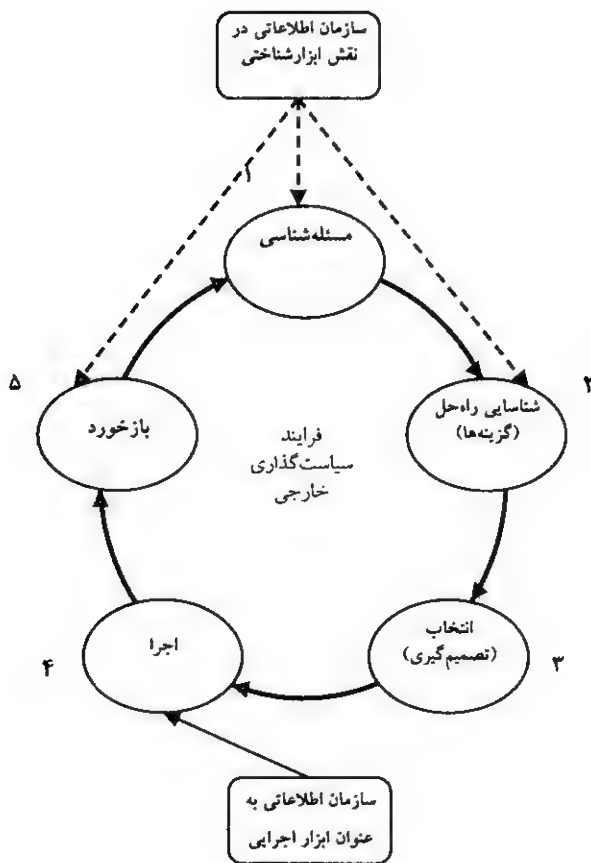 سازمان اطلاعاتی در
نقش ابزارشناختی
۱
مسئله‌شناسی
۵
بازخورد
شناسایی راه‌حل
(گزینه‌ها)
۲
فرایند
سیاست‌گذاری
خارجی
۴
اجرا
انتخاب
(تصمیم‌گیری)
۳
سازمان اطلاعاتی به
عنوان ابزار اجرایی